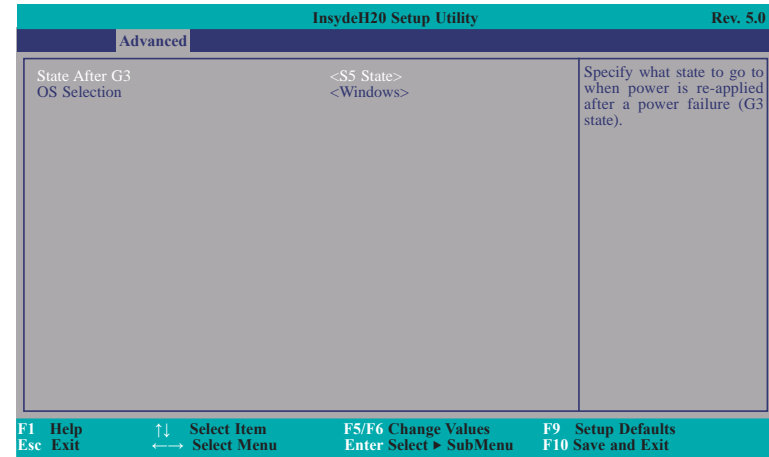 InsydeH20 Setup Utility Rev. 5.0
Advanced
State After G3 <S5 State>
OS Selection <Windows>
Specify what state to go to
when power is re-applied
after a power failure (G3
state).
F1 Help ↑↓ Select Item F5/F6 Change Values F9 Setup Defaults
Esc Exit ←→ Select Menu Enter Select ▶ SubMenu F10 Save and Exit